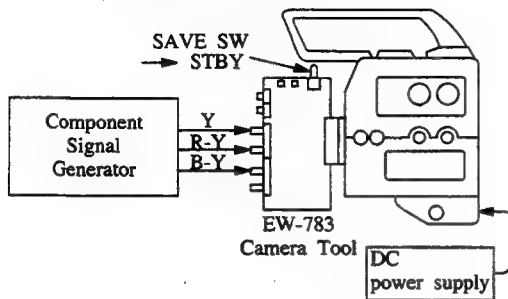 SAVE SW
→ STBY
Component
Signal
Generator
Y
R-Y
B-Y
EW-783
Camera Tool
DC
power supply